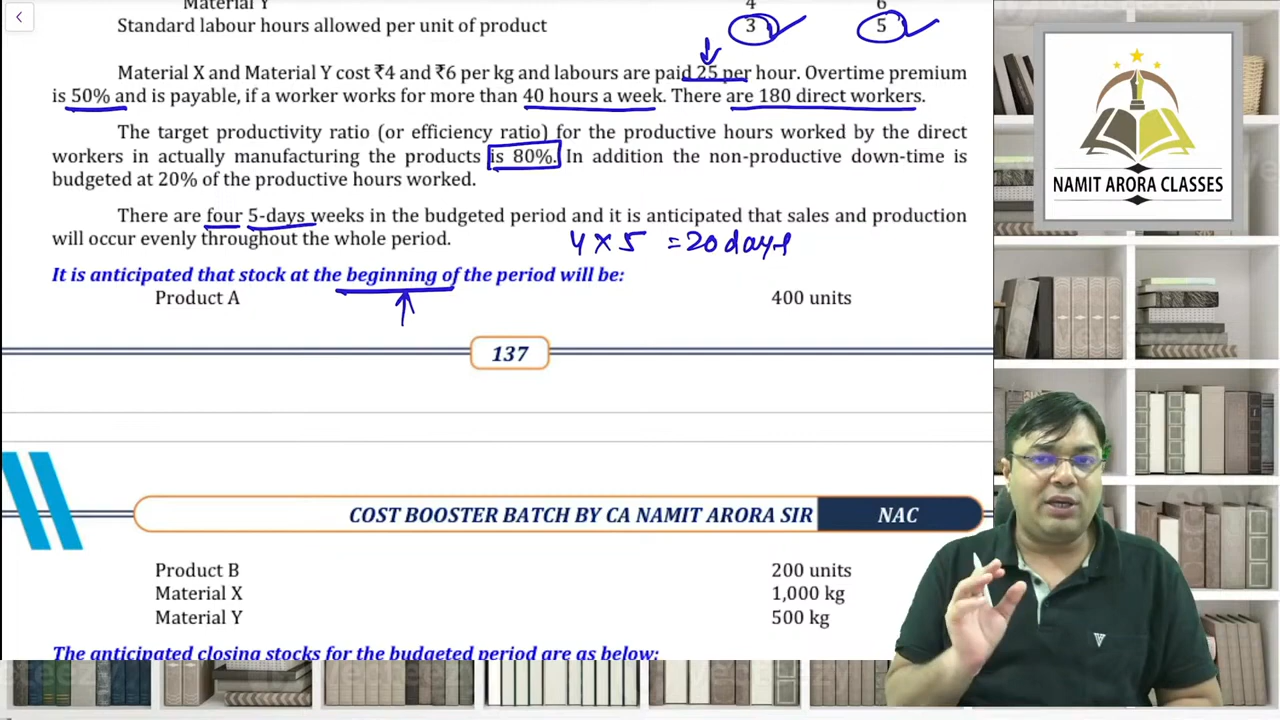 Material Y 4 6
Standard labour hours allowed per unit of product 3 5
Material X and Material Y cost ₹4 and ₹6 per kg and labours are paid 25 per hour. Overtime premium
is 50% and is payable, if a worker works for more than 40 hours a week. There are 180 direct workers.
The target productivity ratio (or efficiency ratio) for the productive hours worked by the direct
workers in actually manufacturing the products is 80%. In addition the non-productive down-time is
budgeted at 20% of the productive hours worked.
There are four 5-days weeks in the budgeted period and it is anticipated that sales and production
will occur evenly throughout the whole period.
4 x 5 = 20 days
It is anticipated that stock at the beginning of the period will be:
Product A 400 units
137
COST BOOSTER BATCH BY CA NAMIT ARORA SIR NAC
Product B 200 units
Material X 1,000 kg
Material Y 500 kg
The anticipated closing stocks for the budgeted period are as below:
NAMIT ARORA CLASSES